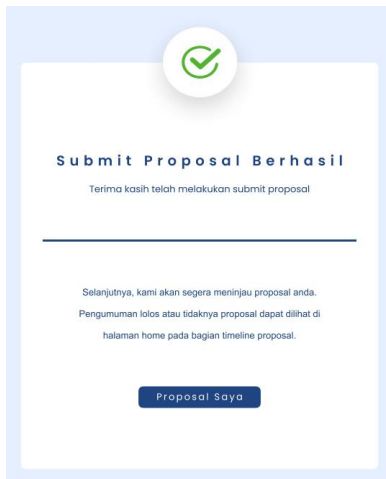 Submit Proposal Berhasil
Terima kasih telah melakukan submit proposal
Selanjutnya, kami akan segera meninjau proposal anda.
Pengumuman lolos atau tidaknya proposal dapat dilihat di
halaman home pada bagian timeline proposal.
Proposal Saya